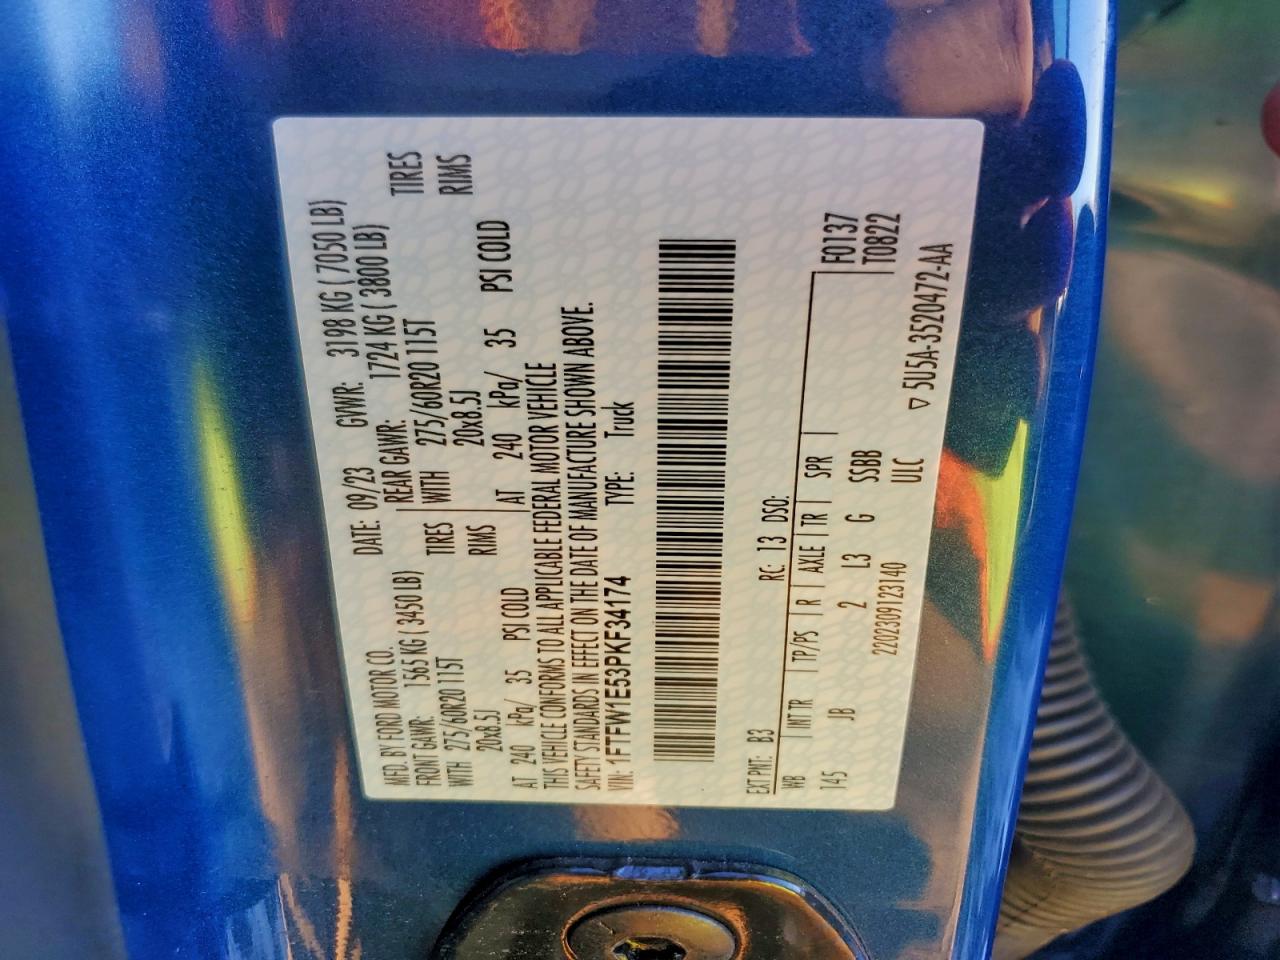 MFD. BY FORD MOTOR CO. DATE: 09/23 GVWR: 3198 KG ( 7050 LB)
FRONT GAWR: 1565 KG ( 3450 LB) REAR GAWR: 1724 KG ( 3800 LB)
WITH 275/60R20 115T TIRES WITH 275/60R20 115T TIRES
20x8.5J RIMS 20x8.5J RIMS
AT 240 kPa/ 35 PSI COLD AT 240 kPa/ 35 PSI COLD
THIS VEHICLE CONFORMS TO ALL APPLICABLE FEDERAL MOTOR VEHICLE
SAFETY STANDARDS IN EFFECT ON THE DATE OF MANUFACTURE SHOWN ABOVE.
VIN: 1FTFW1E53PKF34174 TYPE: Truck
EXT PNT: B3 RC: 13 DSO:
WB INT TR TP/PS R AXLE TR SPR F0137
145 JB 2 L3 G SSBB T0822
2202309123140 ULC
▽ 5U5A-3520472-AA